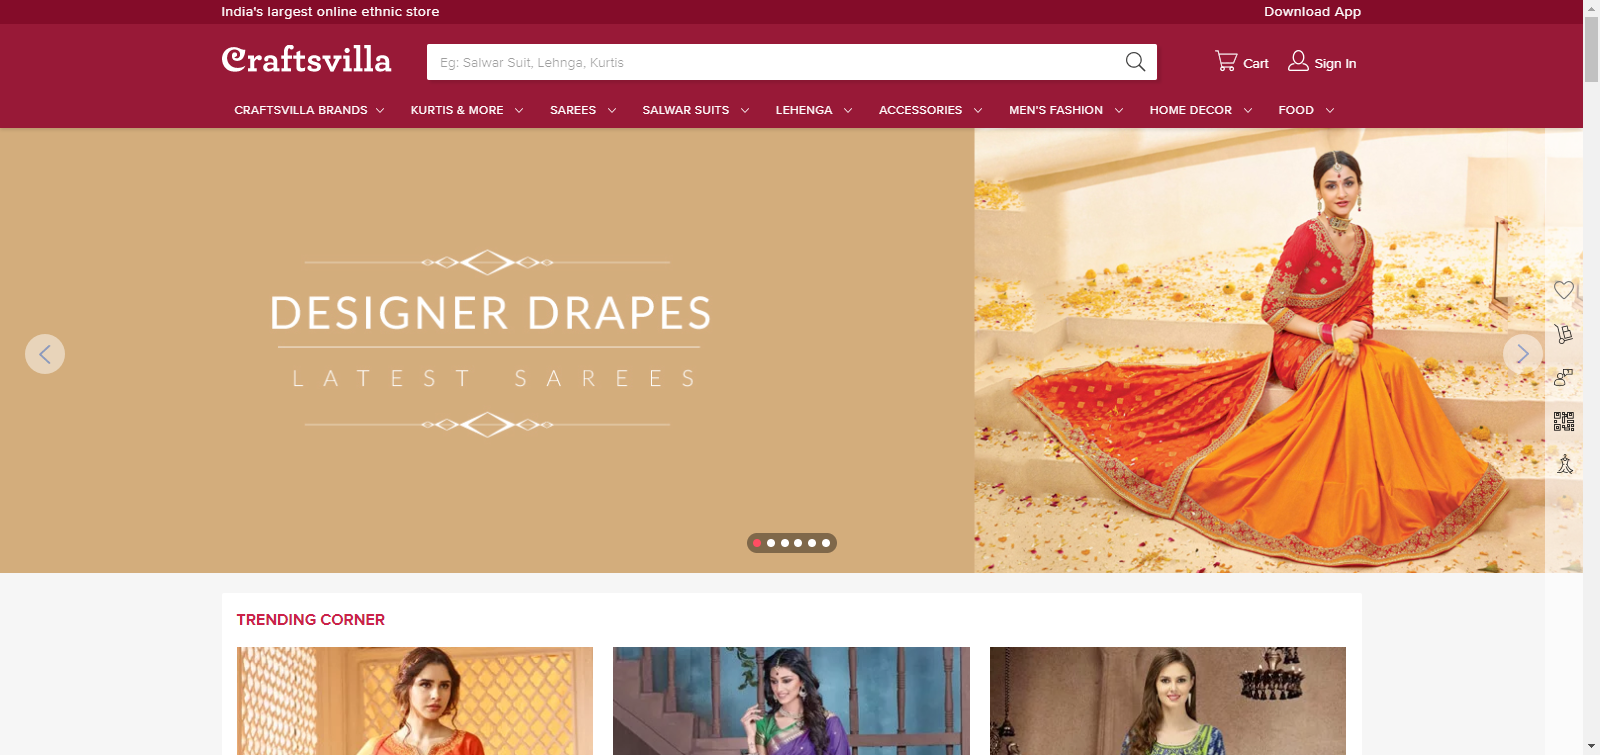 India's largest online ethnic store
Download App
Craftsvilla
Eg: Salwar Suit, Lehnga, Kurtis
Cart
Sign In
CRAFTSVILLA BRANDS
KURTIS & MORE
SAREES
SALWAR SUITS
LEHENGA
ACCESSORIES
MEN'S FASHION
HOME DECOR
FOOD
DESIGNER DRAPES
LATEST SAREES
TRENDING CORNER